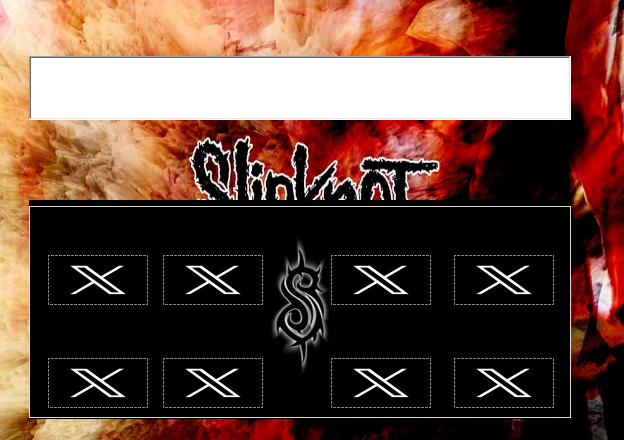 SlipknoT
X X X X
S
X X X X